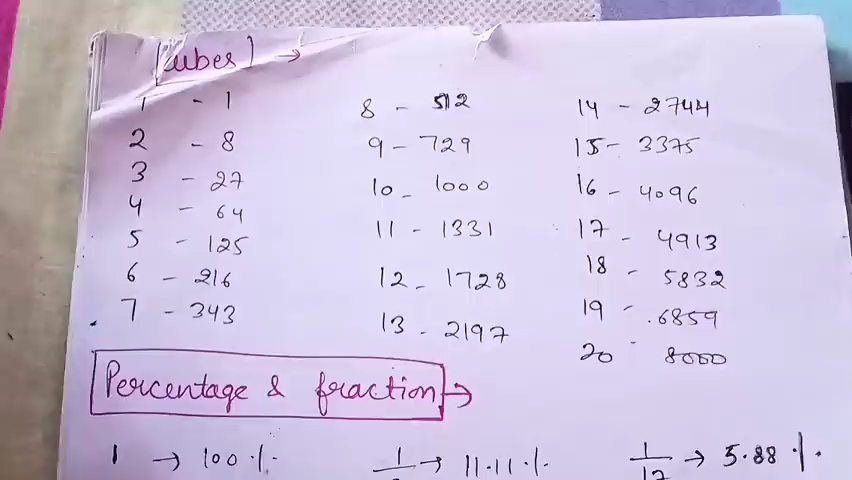 Cubes →
1 - 1
2 - 8
3 - 27
4 - 64
5 - 125
6 - 216
7 - 343
8 - 512
9 - 729
10 - 1000
11 - 1331
12 - 1728
13 - 2197
14 - 2744
15 - 3375
16 - 4096
17 - 4913
18 - 5832
19 - 6859
20 - 8000
Percentage & fraction →
1 → 100 %
1/ → 11.11 %
1/17 → 5.88 %